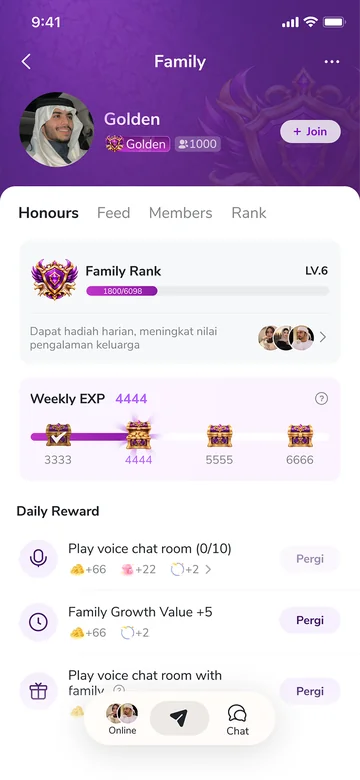 9:41
Family
Golden
Golden
1000
+ Join
Honours Feed Members Rank
Family Rank
LV.6
1800/6098
Dapat hadiah harian, meningkat nilai
pengalaman keluarga
Weekly EXP 4444
?
3333 4444 5555 6666
Daily Reward
Play voice chat room (0/10)
+66 +22 +2
Pergi
Family Growth Value +5
+66 +2
Pergi
Play voice chat room with
family ?
Pergi
Online
Chat